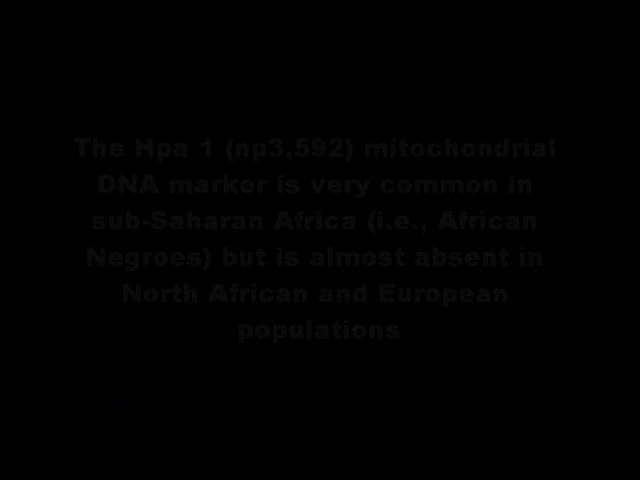 The Hpa 1 (np3,592) mitochondrial
DNA marker is very common in
sub-Saharan Africa (i.e., African
Negroes) but is almost absent in
North African and European
populations